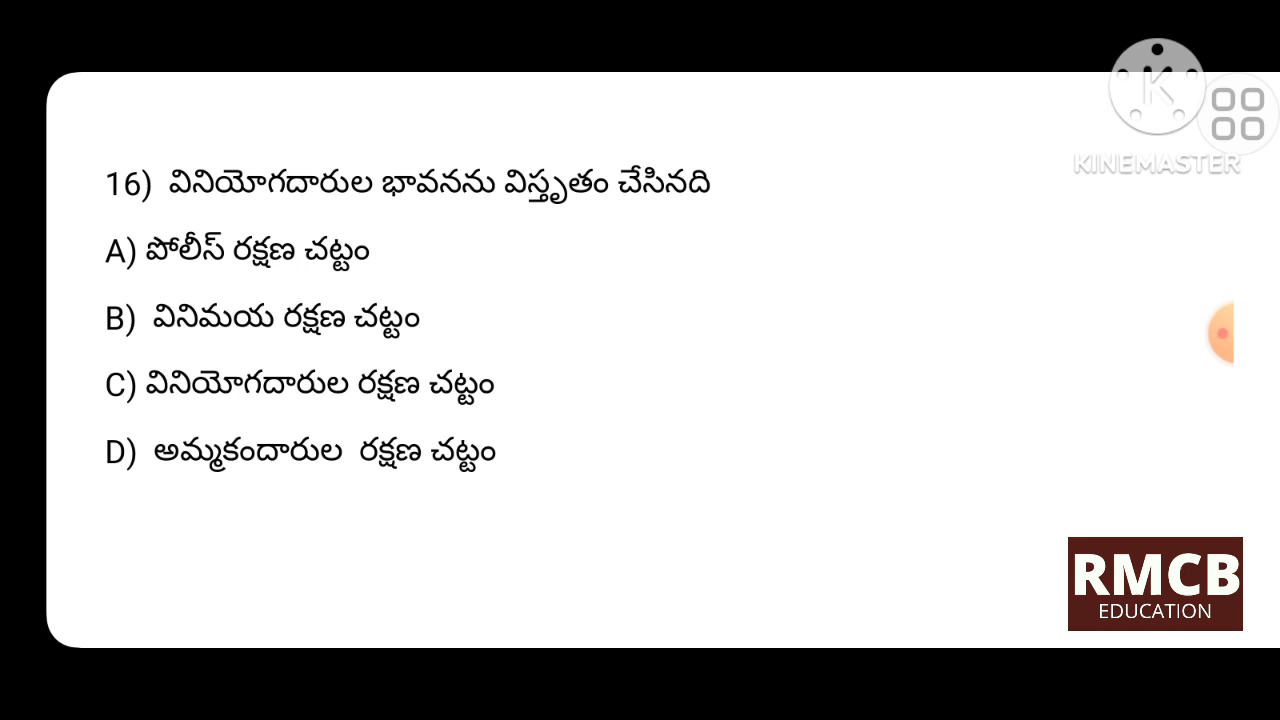 KINEMASTER
16) వినియోగదారుల భావనను విస్తృతం చేసినది
A) పోలీస్ రక్షణ చట్టం
B) వినిమయ రక్షణ చట్టం
C) వినియోగదారుల రక్షణ చట్టం
D) అమ్మకందారుల రక్షణ చట్టం
RMCB
EDUCATION